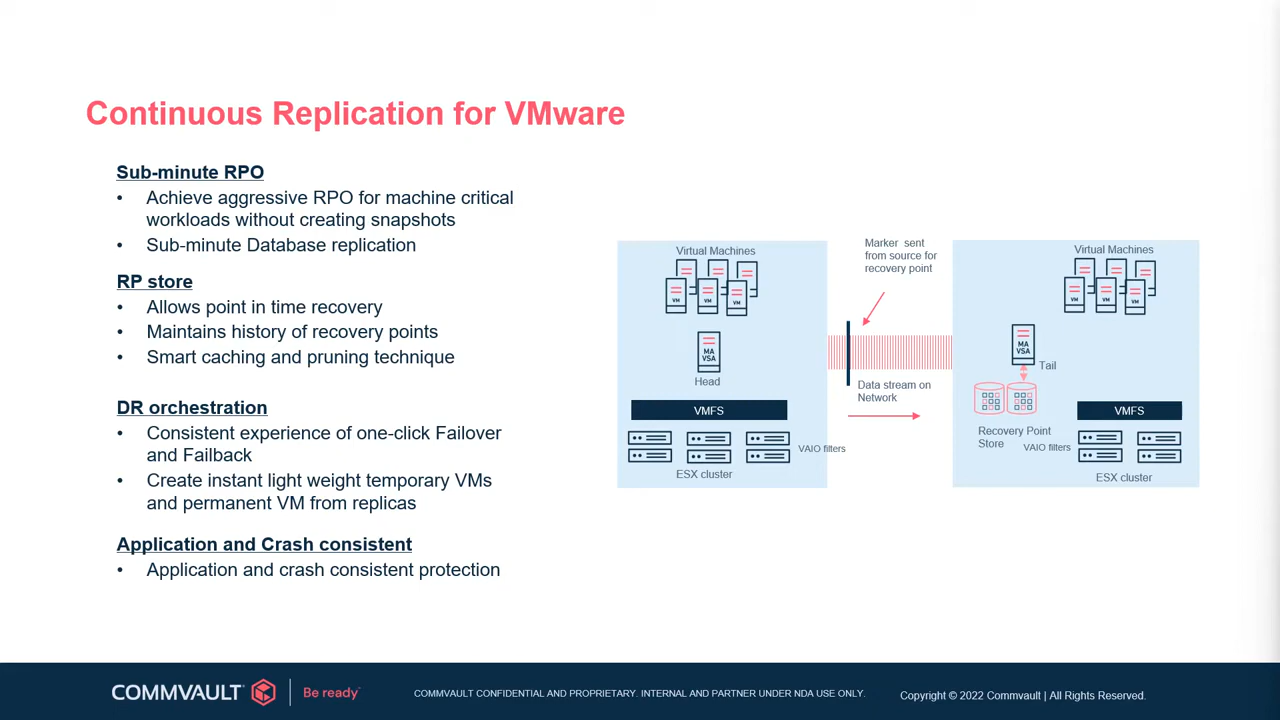 Continuous Replication for VMware
Sub-minute RPO
• Achieve aggressive RPO for machine critical
workloads without creating snapshots
• Sub-minute Database replication
RP store
• Allows point in time recovery
• Maintains history of recovery points
• Smart caching and pruning technique
DR orchestration
• Consistent experience of one-click Failover
and Failback
• Create instant light weight temporary VMs
and permanent VM from replicas
Application and Crash consistent
• Application and crash consistent protection
Virtual Machines
VM
VM
VM
MA
VSA
Head
VMFS
VAIO filters
ESX cluster
Marker sent
from source for
recovery point
Data stream on
Network
Virtual Machines
VM
VM
VM
MA
VSA
Tail
Recovery Point
Store
VMFS
VAIO filters
ESX cluster
COMMVAULT
Be ready
COMMVAULT CONFIDENTIAL AND PROPRIETARY. INTERNAL AND PARTNER UNDER NDA USE ONLY.
Copyright © 2022 Commvault | All Rights Reserved.